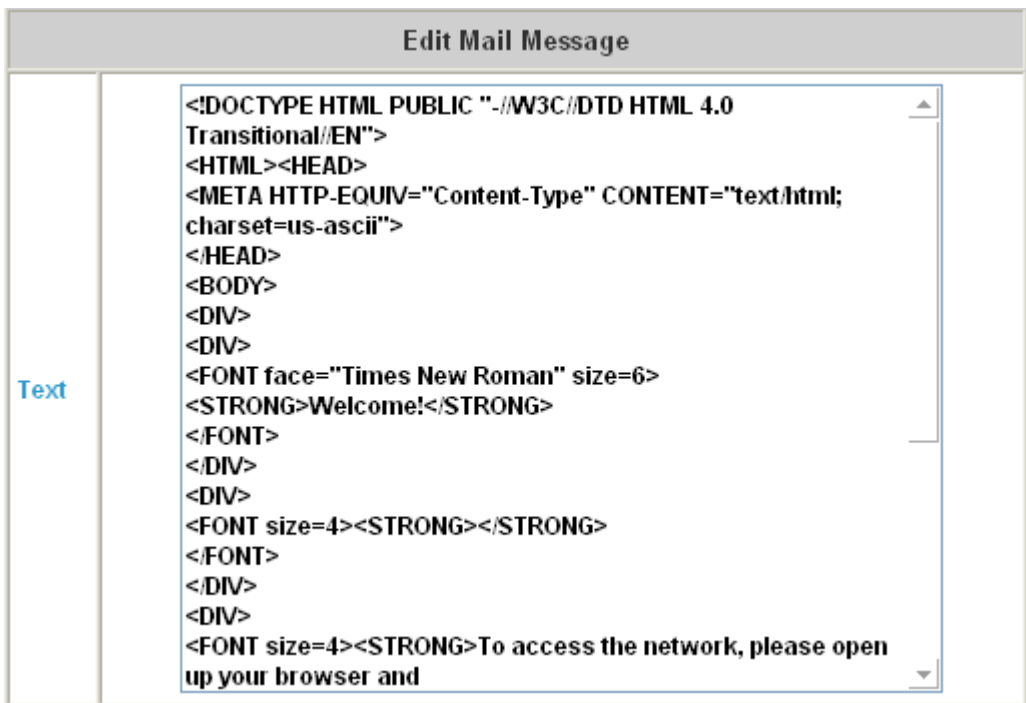 Edit Mail Message
Text
<!DOCTYPE HTML PUBLIC "-//W3C//DTD HTML 4.0
Transitional//EN">
<HTML><HEAD>
<META HTTP-EQUIV="Content-Type" CONTENT="text/html;
charset=us-ascii">
</HEAD>
<BODY>
<DIV>
<DIV>
<FONT face="Times New Roman" size=6>
<STRONG>Welcome!</STRONG>
</FONT>
</DIV>
<DIV>
<FONT size=4><STRONG></STRONG>
</FONT>
</DIV>
<DIV>
<FONT size=4><STRONG>To access the network, please open
up your browser and